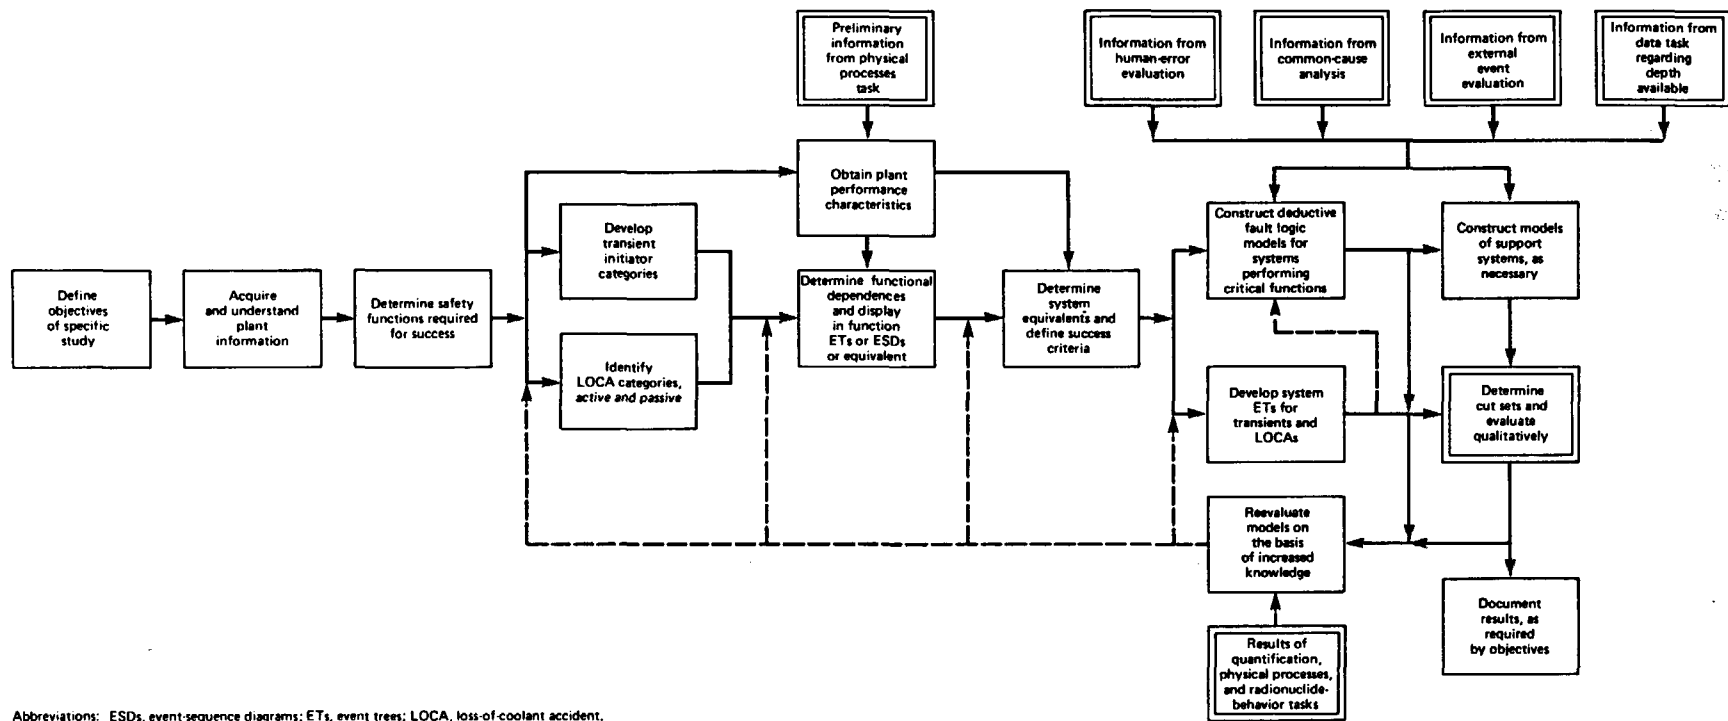 Preliminary
information
from physical
processes
task
Information from
human-error
evaluation
Information from
common-cause
analysis
Information from
external
event
evaluation
Information from
data task
regarding
depth
available
Obtain plant
performance
characteristics
Define
objectives
of specific
study
Acquire
and understand
plant
information
Determine safety
functions required
for success
Develop
transient
initiator
categories
Identify
LOCA categories,
active and passive
Determine functional
dependences
and display
in function
ETs or ESDs
or equivalent
Determine
system
equivalents and
define success
criteria
Construct deductive
fault logic
models for
systems
performing
critical functions
Construct models
of support
systems, as
necessary
Develop system
ETs for
transients and
LOCAs
Determine
cut sets and
evaluate
qualitatively
Reevaluate
models on
the basis
of increased
knowledge
Document
results, as
required
by objectives
Results of
quantification,
physical processes,
and radionuclide-
behavior tasks
Abbreviations: ESDs, event-sequence diagrams; ETs, event trees; LOCA, loss-of-coolant accident.